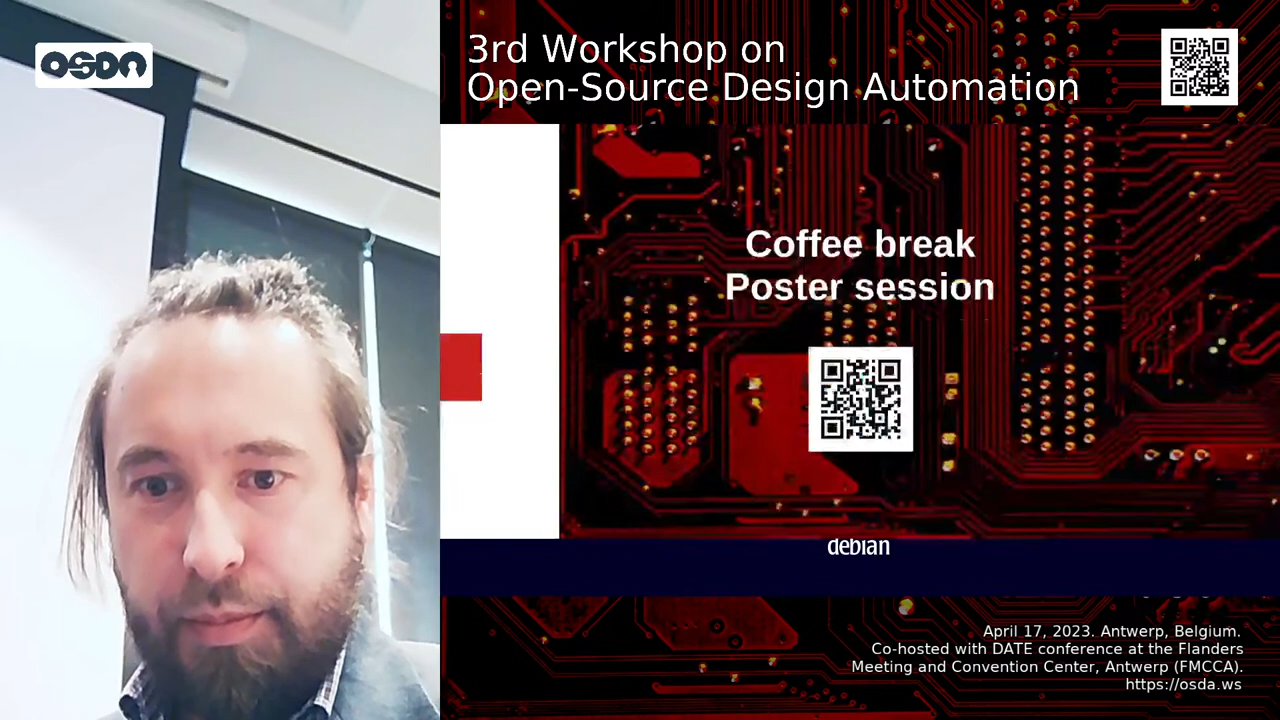 OSDA
3rd Workshop on
Open-Source Design Automation
Coffee break
Poster session
debian
April 17, 2023. Antwerp, Belgium.
Co-hosted with DATE conference at the Flanders
Meeting and Convention Center, Antwerp (FMCCA).
https://osda.ws